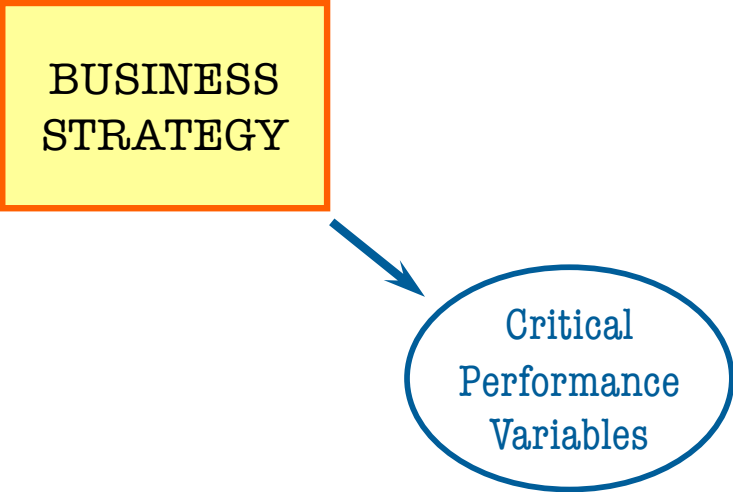 BUSINESS
STRATEGY
Critical
Performance
Variables